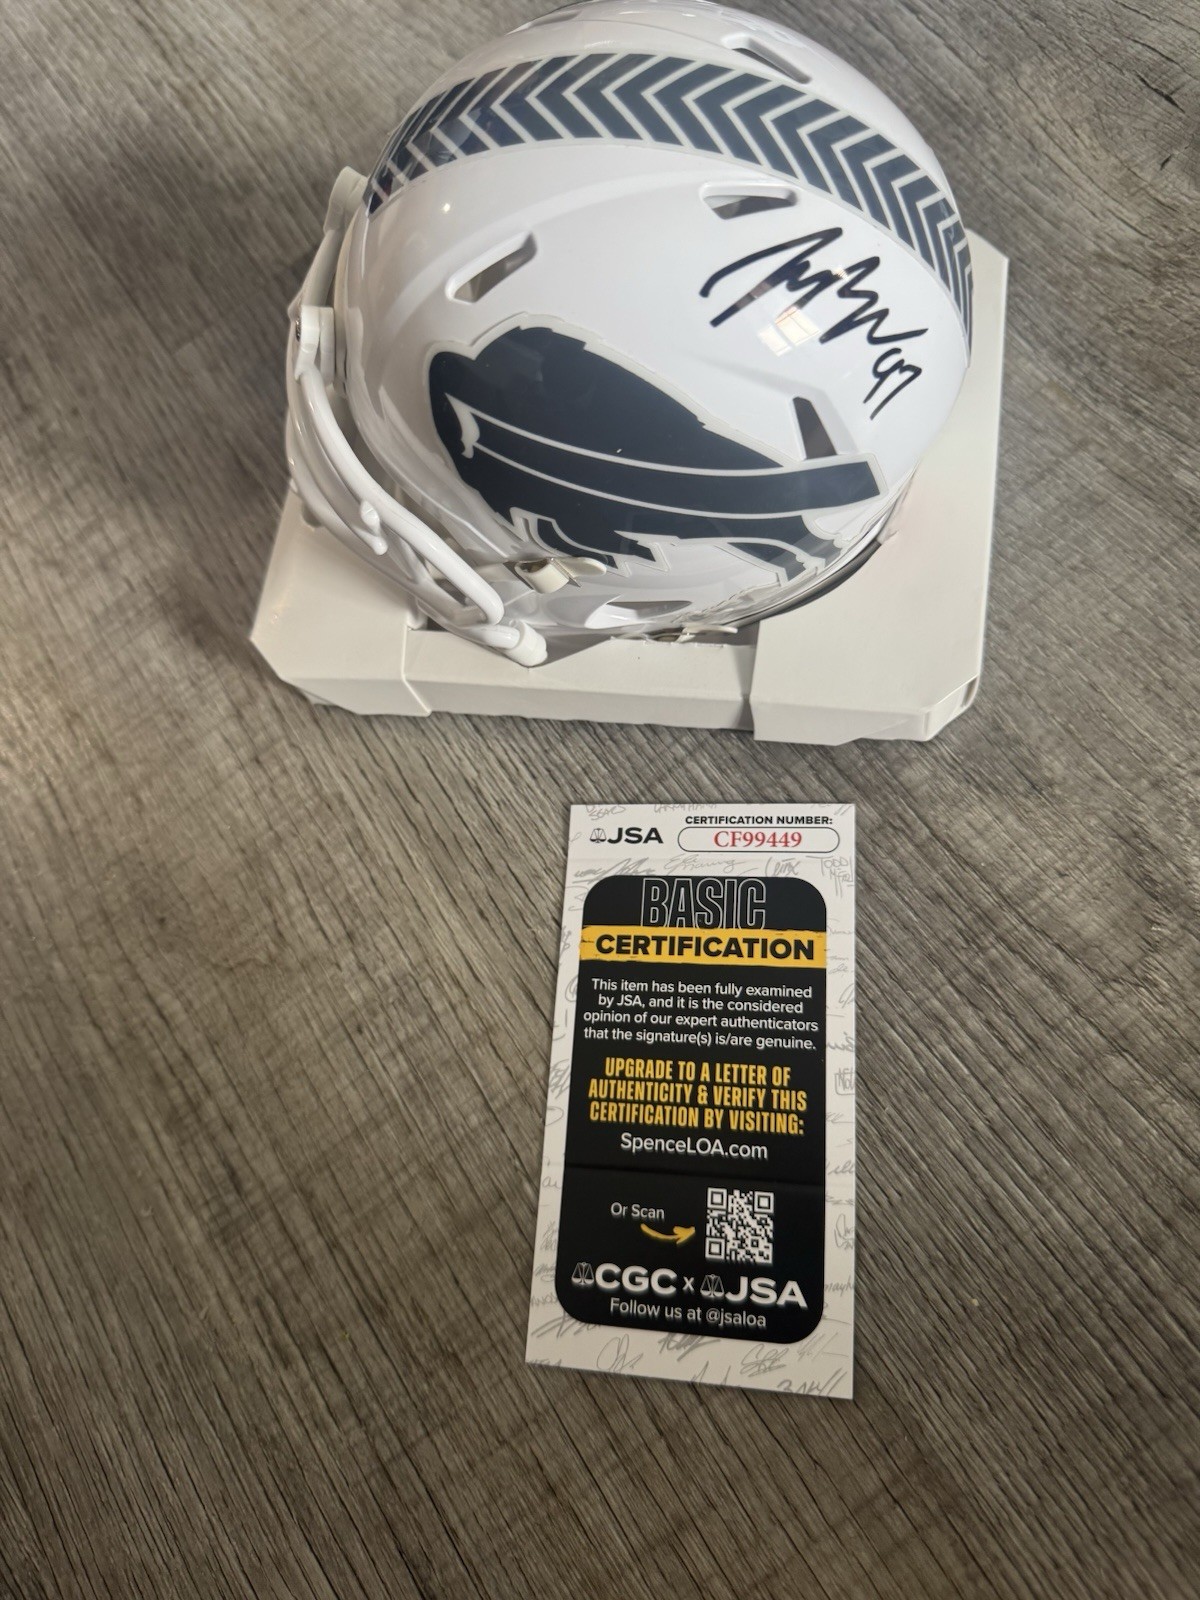 97
JSA
CERTIFICATION NUMBER:
CF99449
BASIC
CERTIFICATION
This item has been fully examined
by JSA, and it is the considered
opinion of our expert authenticators
that the signature(s) is/are genuine.
UPGRADE TO A LETTER OF
AUTHENTICITY & VERIFY THIS
CERTIFICATION BY VISITING:
SpenceLOA.com
Or Scan
CGC x JSA
Follow us at @jsaloa